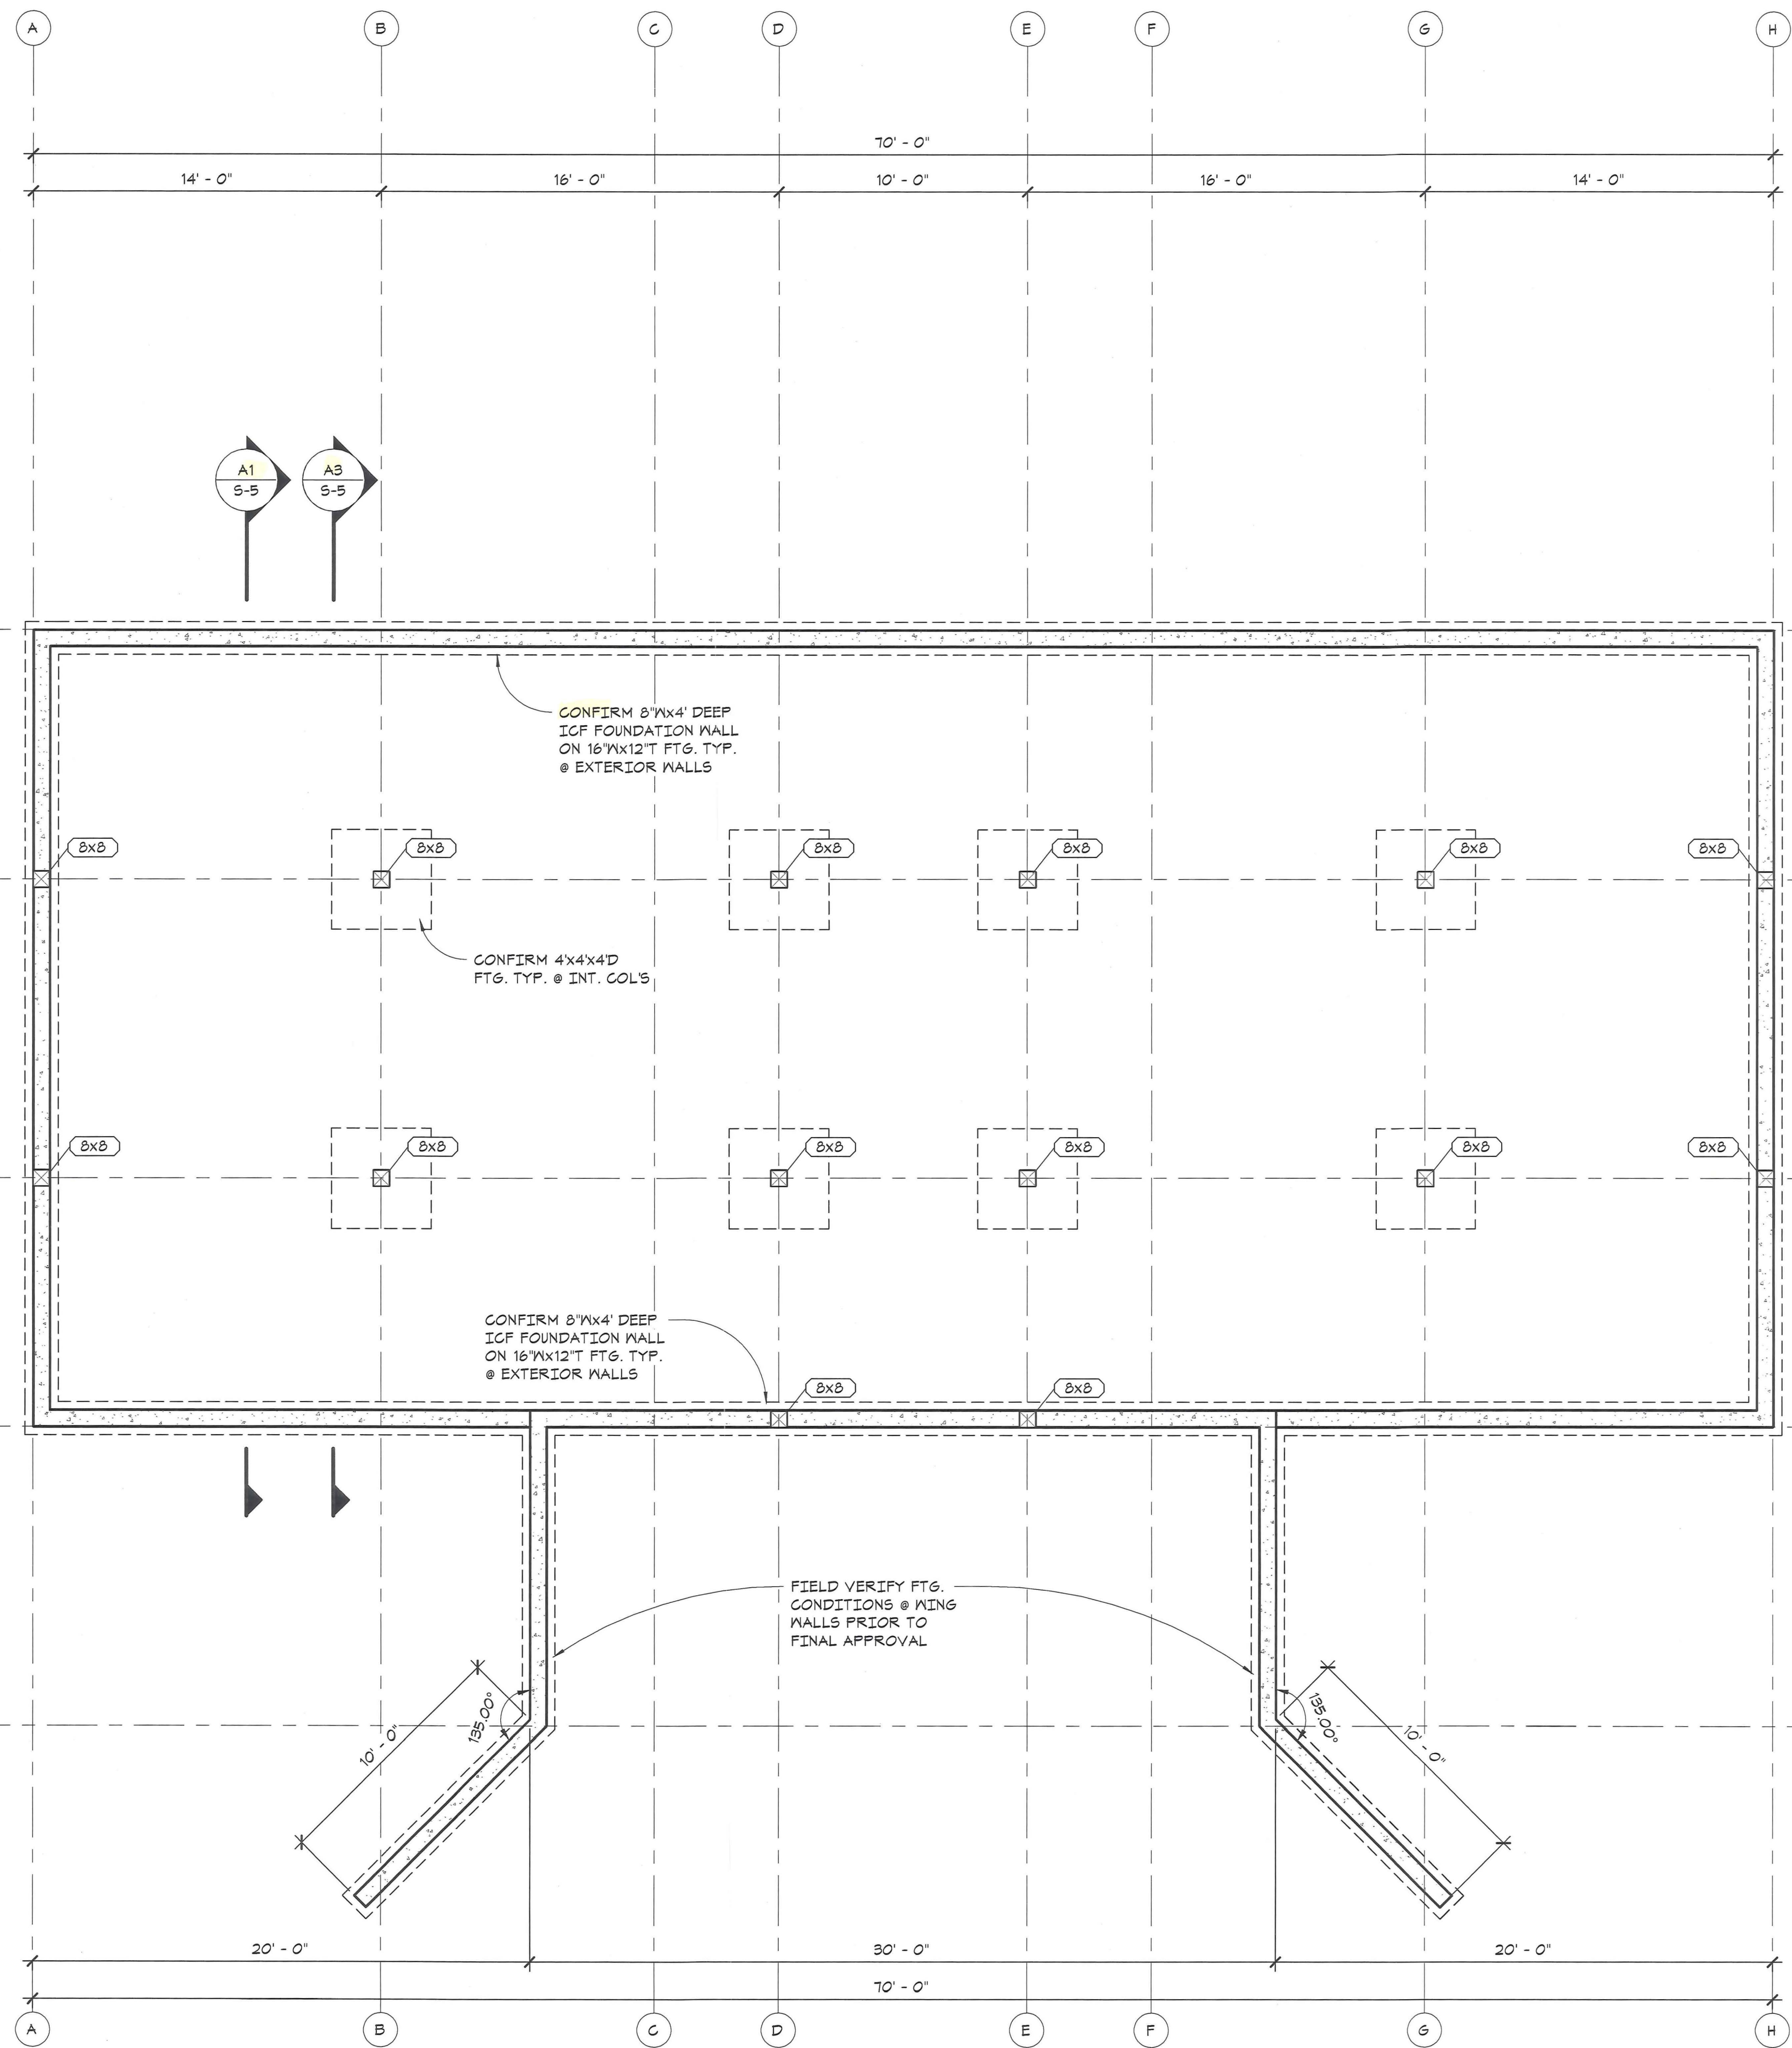 A B C D E F G H
70' - 0"
14' - 0" 16' - 0" 10' - 0" 16' - 0" 14' - 0"
A1 A3
S-5 S-5
CONFIRM 8"Wx4' DEEP
ICF FOUNDATION WALL
ON 16"Wx12"T FTG. TYP.
@ EXTERIOR WALLS
8x8 8x8 8x8 8x8 8x8 8x8
CONFIRM 4'x4'x4'D
FTG. TYP. @ INT. COL'S
8x8 8x8 8x8 8x8 8x8 8x8
CONFIRM 8"Wx4' DEEP
ICF FOUNDATION WALL
ON 16"Wx12"T FTG. TYP.
@ EXTERIOR WALLS
8x8 8x8
FIELD VERIFY FTG.
CONDITIONS @ WING
WALLS PRIOR TO
FINAL APPROVAL
10' - 0" 135.00° 135.00° 10' - 0"
20' - 0" 30' - 0" 20' - 0"
70' - 0"
A B C D E F G H